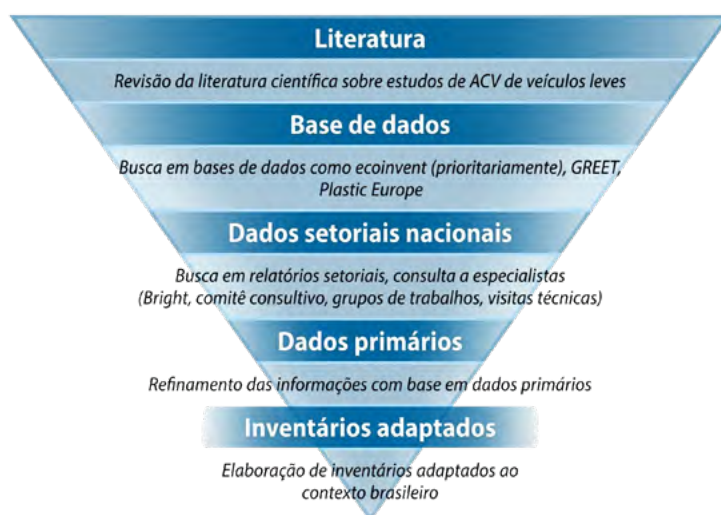 Literatura
Revisão da literatura científica sobre estudos de ACV de veículos leves
Base de dados
Busca em bases de dados como ecoinvent (prioritariamente), GREET,
Plastic Europe
Dados setoriais nacionais
Busca em relatórios setoriais, consulta a especialistas
(Bright, comitê consultivo, grupos de trabalhos, visitas técnicas)
Dados primários
Refinamento das informações com base em dados primários
Inventários adaptados
Elaboração de inventários adaptados ao
contexto brasileiro